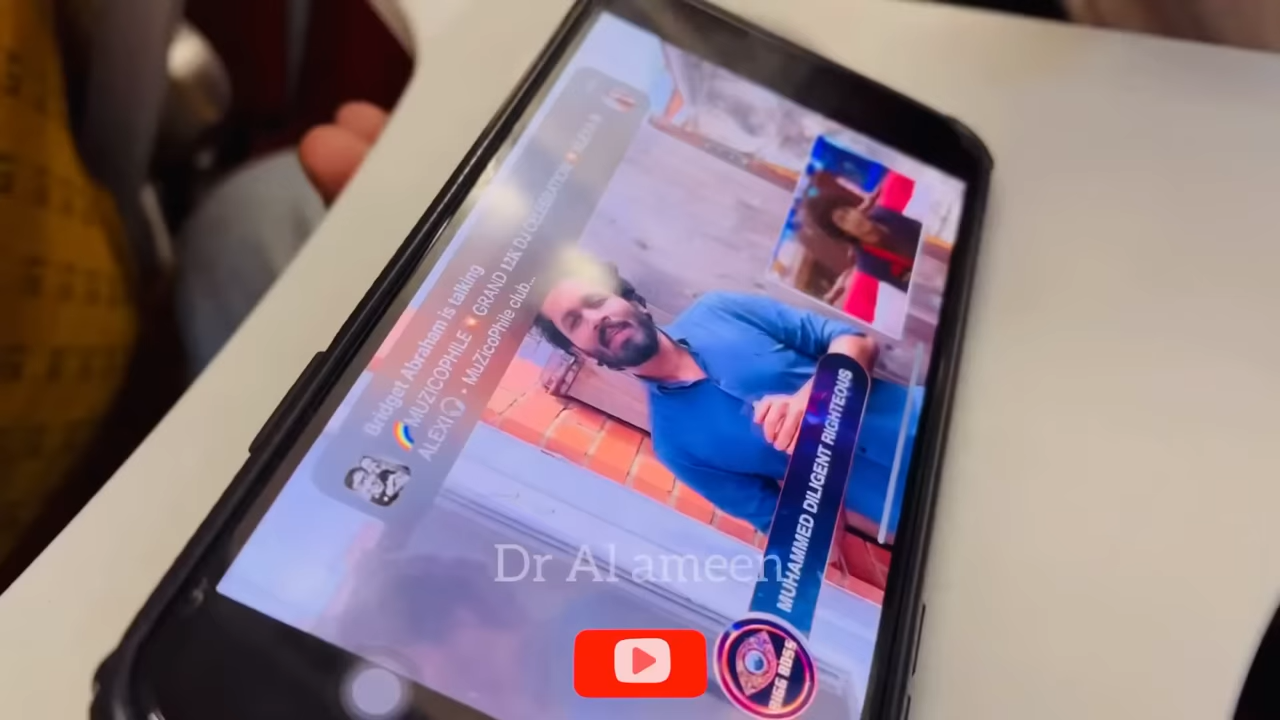 Bridget Abraham is talking
🌈MUZICOPHILE GRAND 12K DJ CELEBRATION
ALEXI🎧 • MuZicoPhile club...
MUHAMMED DILIGENT RIGHTEOUS
BIGG BOSS
Dr Al ameen